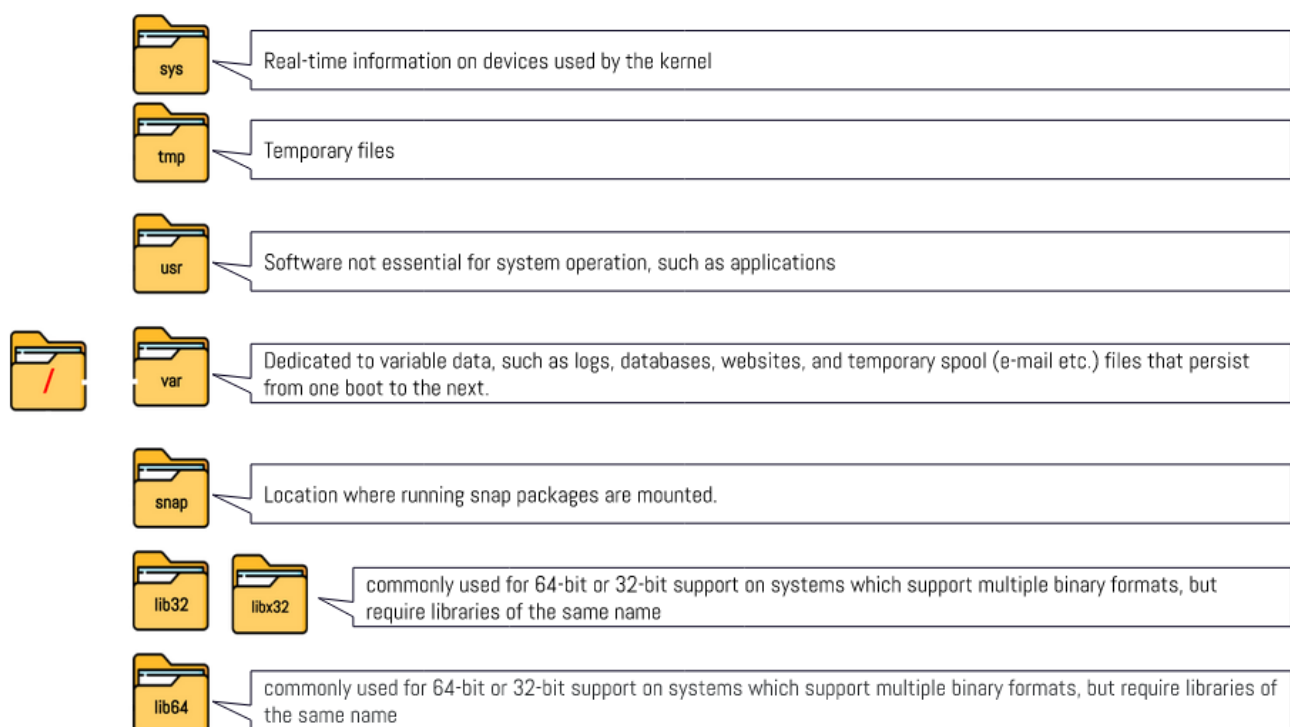 sys
Real-time information on devices used by the kernel
tmp
Temporary files
usr
Software not essential for system operation, such as applications
/
var
Dedicated to variable data, such as logs, databases, websites, and temporary spool (e-mail etc.) files that persist
from one boot to the next.
snap
Location where running snap packages are mounted.
lib32
libx32
commonly used for 64-bit or 32-bit support on systems which support multiple binary formats, but
require libraries of the same name
lib64
commonly used for 64-bit or 32-bit support on systems which support multiple binary formats, but require libraries of
the same name